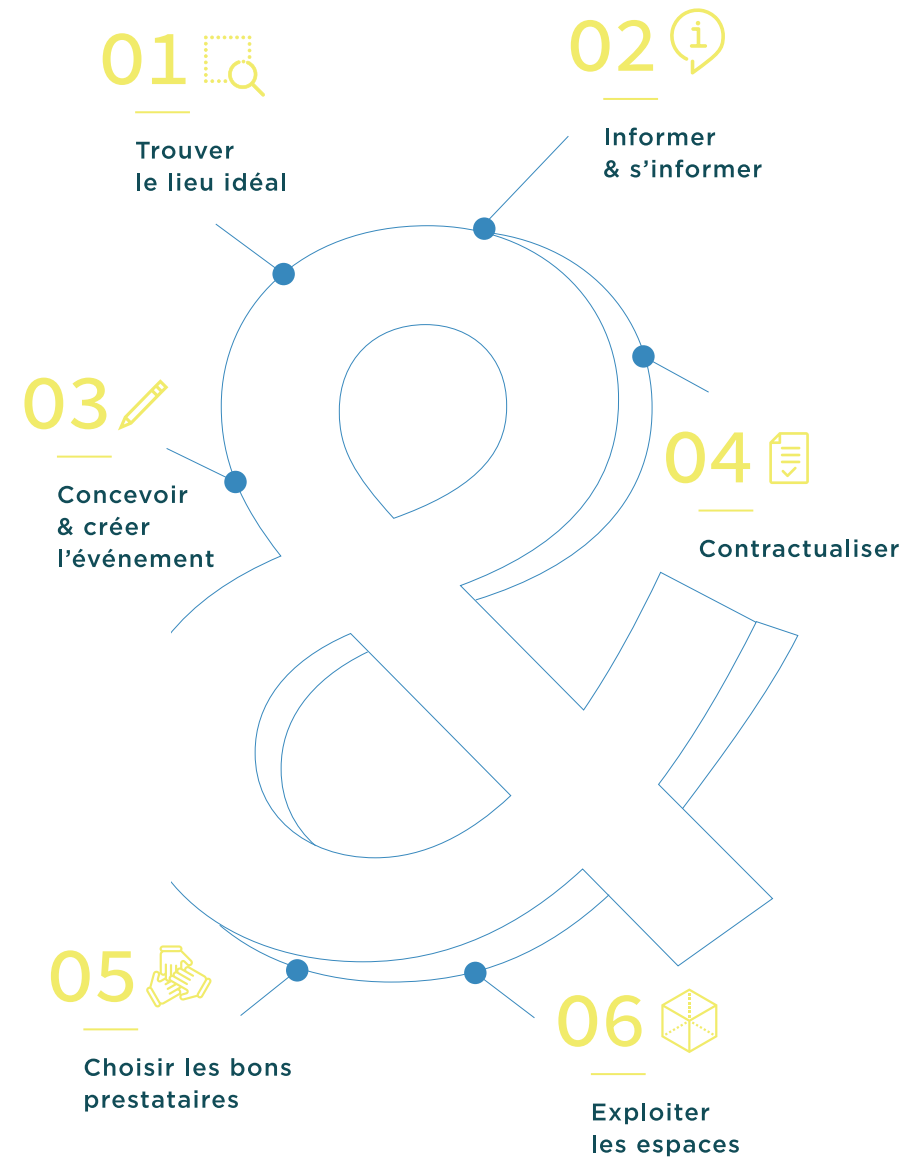 01
Trouver
le lieu idéal
02
i
Informer
& s’informer
03
Concevoir
& créer
l’événement
04
Contractualiser
&
05
Choisir les bons
prestataires
06
Exploiter
les espaces